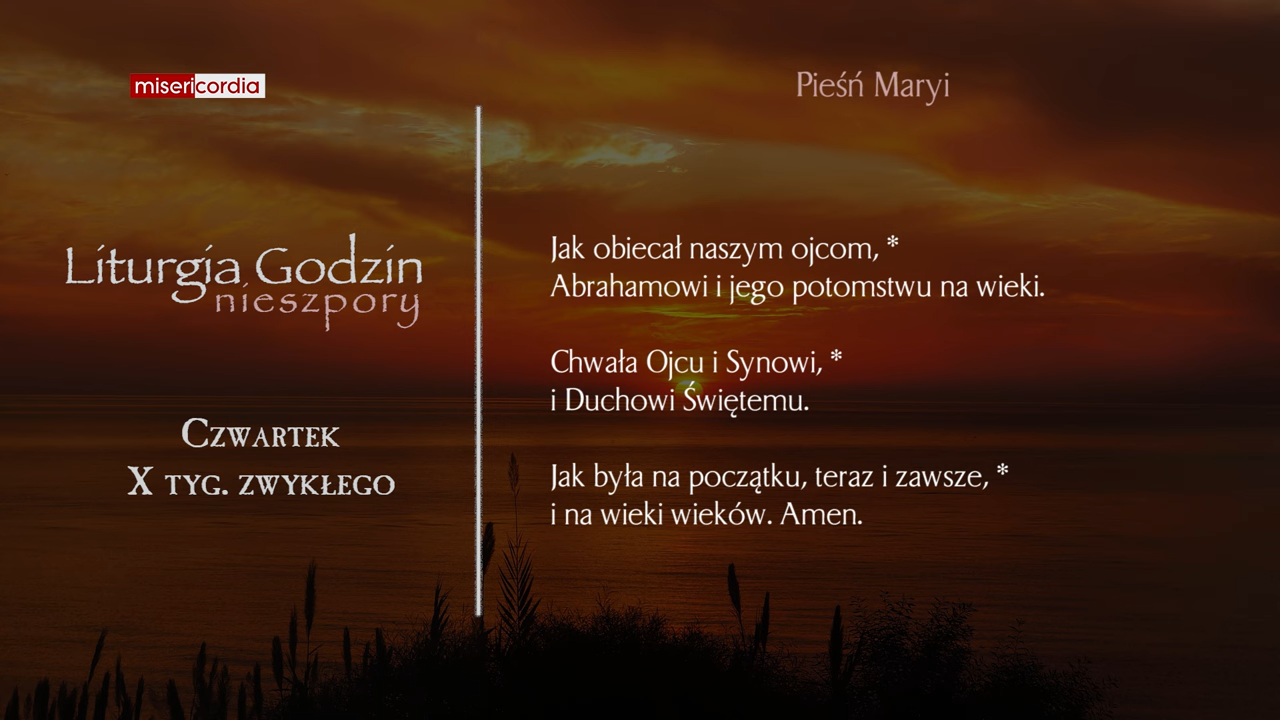 misericordia
Pieśń Maryi
Liturgia Godzin
nieszpory
Czwartek
X tyg. zwykłego
Jak obiecał naszym ojcom, *
Abrahamowi i jego potomstwu na wieki.
Chwała Ojcu i Synowi, *
i Duchowi Świętemu.
Jak była na początku, teraz i zawsze, *
i na wieki wieków. Amen.